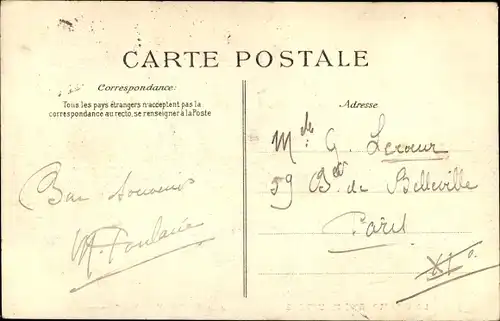 CARTE POSTALE
Correspondance:
Tous les pays étrangers n'acceptent pas la
correspondance au recto, se renseigner à la Poste
Bon Souvenir
Adresse
M G. Leroux
59 Bd de Belleville
Paris
XIe